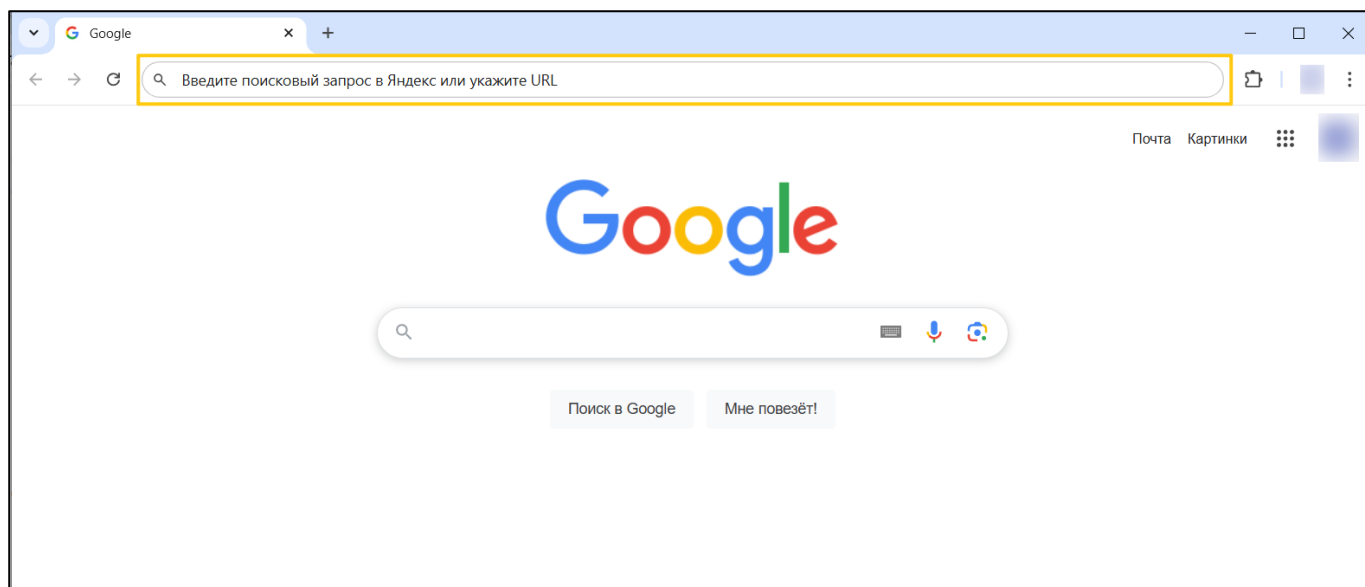 Google
Введите поисковый запрос в Яндекс или укажите URL
Почта Картинки
Google
Поиск в Google Мне повезёт!